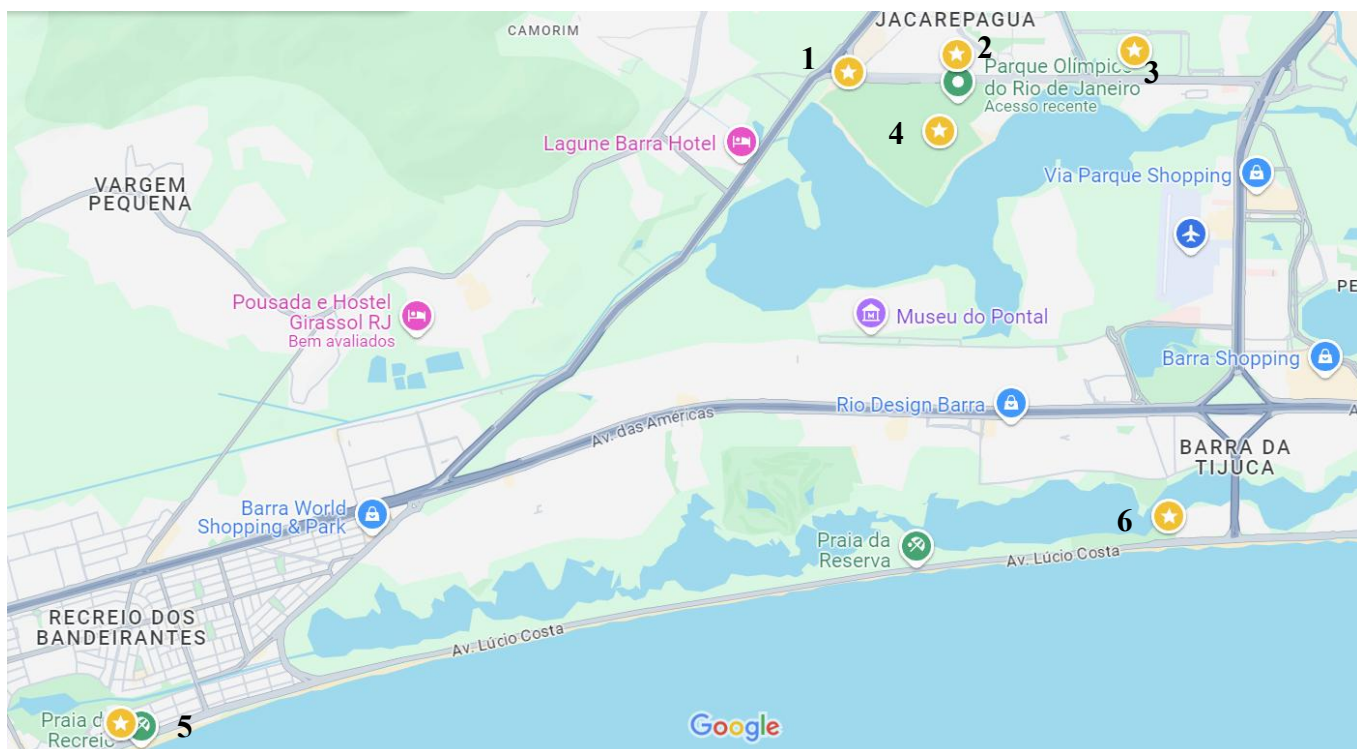 JACAREPAGUA
CAMORIM
1
2
3
Parque Olímpico
do Rio de Janeiro
Acesso recente
4
Lagune Barra Hotel
Via Parque Shopping
VARGEM
PEQUENA
Pousada e Hostel
Girassol RJ
Bem avaliados
PE
Museu do Pontal
Barra Shopping
Rio Design Barra
Av. das Américas
A
BARRA DA
TIJUCA
Barra World
Shopping & Park
6
Praia da
Reserva
Av. Lúcio Costa
RECREIO DOS
BANDEIRANTES
Av. Lúcio Costa
Praia d
Recreio
5
Google